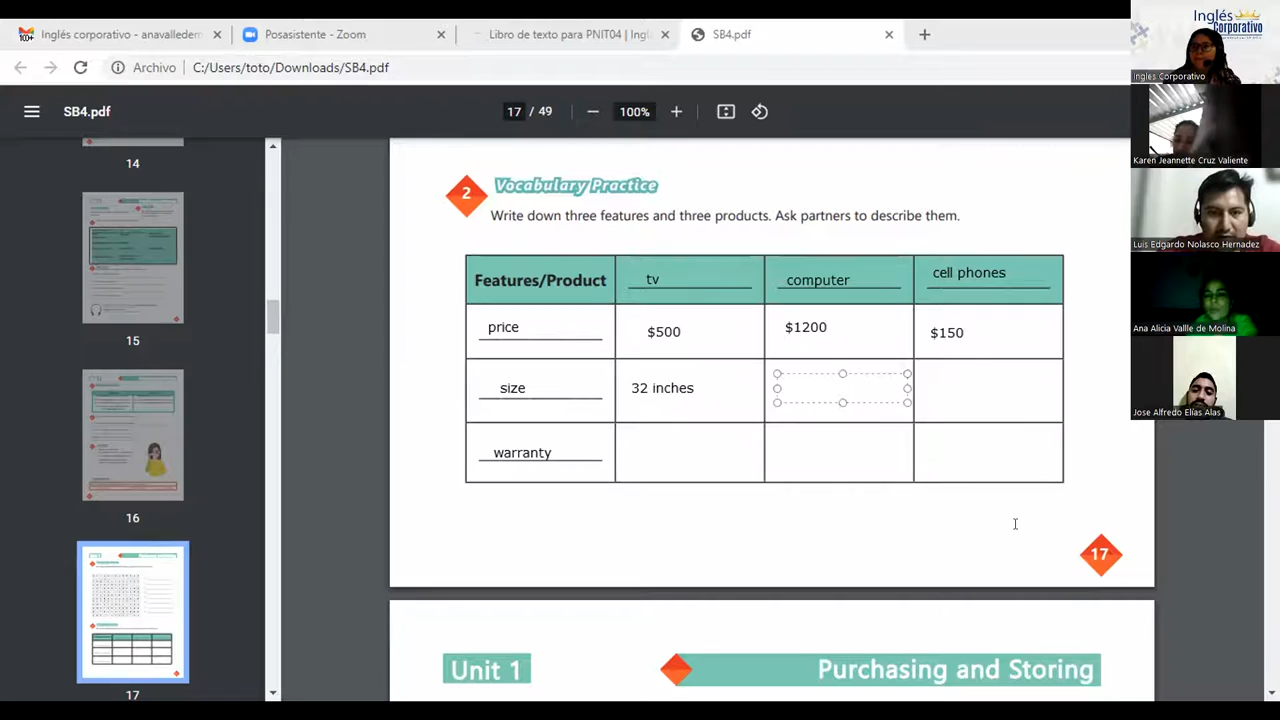 Inglés corporativo - anavalledem
Posasistente - Zoom
Libro de texto para PNIT04 | Ingl
SB4.pdf
Archivo
C:/Users/toto/Downloads/SB4.pdf
SB4.pdf
17 / 49
100%
14
15
16
17
2
Vocabulary Practice
Write down three features and three products. Ask partners to describe them.
Features/Product tv computer cell phones
price $500 $1200 $150
size 32 inches
warranty
17
Unit 1
Purchasing and Storing
Inglés
Corporativo
Ingles Corporativo
Karen Jeannette Cruz Valiente
Luis Edgardo Nolasco Hernadez
Ana Alicia Vallle de Molina
Jose Alfredo Elías Alas